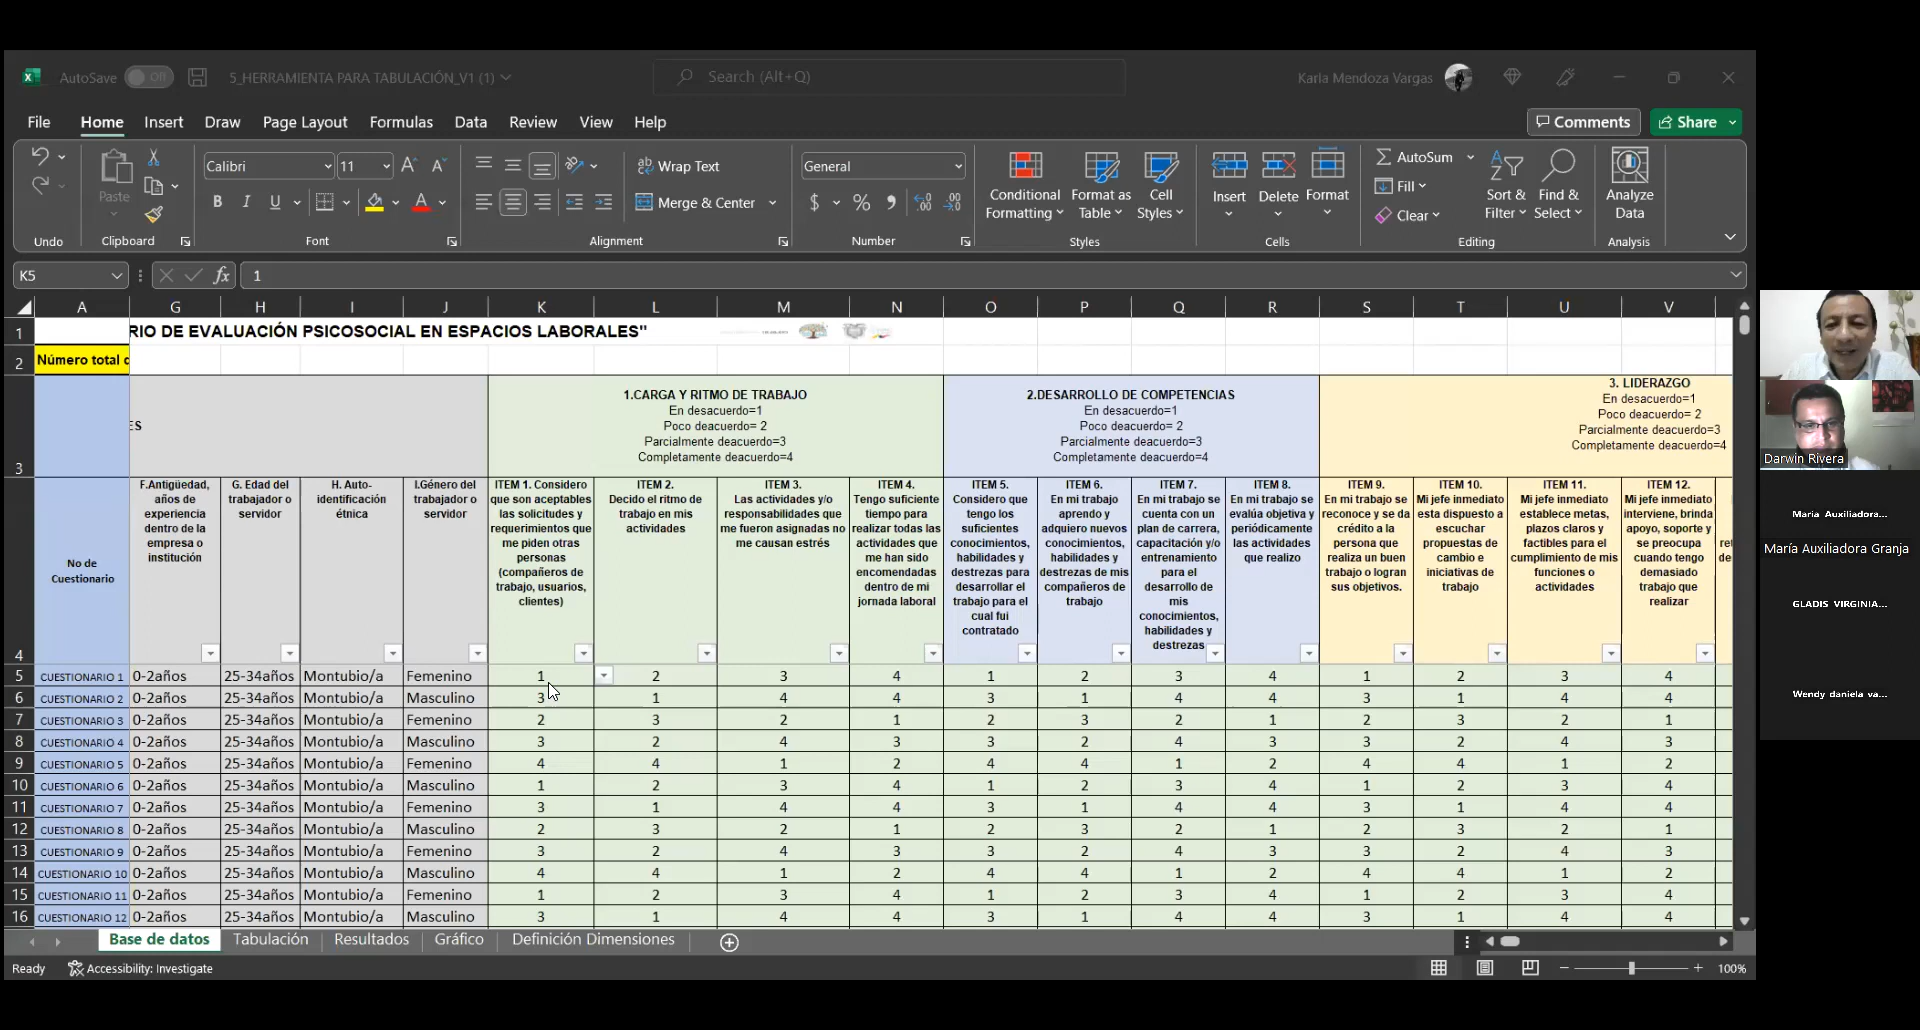 AutoSave Off 5_HERRAMIENTA PARA TABULACIÓN_V1 (1) Search (Alt+Q) Karla Mendoza Vargas
File Home Insert Draw Page Layout Formulas Data Review View Help Comments Share
Calibri 11 Wrap Text General AutoSum
Paste B I U Merge & Center $ % Conditional Formatting Format as Table Cell Styles Insert Delete Format Fill Clear Sort & Filter Find & Select Analyze Data
Undo Clipboard Font Alignment Number Styles Cells Editing Analysis
K5 fx 1
A G H I J K L M N O P Q R S T U V
1 RIO DE EVALUACIÓN PSICOSOCIAL EN ESPACIOS LABORALES"
2 Número total d
3 ES
1.CARGA Y RITMO DE TRABAJO
En desacuerdo=1
Poco deacuerdo= 2
Parcialmente deacuerdo=3
Completamente deacuerdo=4
2.DESARROLLO DE COMPETENCIAS
En desacuerdo=1
Poco deacuerdo= 2
Parcialmente deacuerdo=3
Completamente deacuerdo=4
3. LIDERAZGO
En desacuerdo=1
Poco deacuerdo= 2
Parcialmente deacuerdo=3
Completamente deacuerdo=4
4
No de
Cuestionario
F.Antigüedad,
años de
experiencia
dentro de la
empresa o
institución
G. Edad del
trabajador o
servidor
H. Auto-
identificación
étnica
I.Género del
trabajador o
servidor
ITEM 1. Considero
que son aceptables
las solicitudes y
requerimientos que
me piden otras
personas
(compañeros de
trabajo, usuarios,
clientes)
ITEM 2.
Decido el ritmo de
trabajo en mis
actividades
ITEM 3.
Las actividades y/o
responsabilidades que
me fueron asignadas no
me causan estrés
ITEM 4.
Tengo suficiente
tiempo para
realizar todas las
actividades que
me han sido
encomendadas
dentro de mi
jornada laboral
ITEM 5.
Considero que
tengo los
suficientes
conocimientos,
habilidades y
destrezas para
desarrollar el
trabajo para el
cual fui
contratado
ITEM 6.
En mi trabajo
aprendo y
adquiero nuevos
conocimientos,
habilidades y
destrezas de mis
compañeros de
trabajo
ITEM 7.
En mi trabajo se
cuenta con un
plan de carrera,
capacitación y/o
entrenamiento
para el
desarrollo de
mis
conocimientos,
habilidades y
destrezas
ITEM 8.
En mi trabajo se
evalúa objetiva y
periódicamente
las actividades
que realizo
ITEM 9.
En mi trabajo se
reconoce y se da
crédito a la
persona que
realiza un buen
trabajo o logran
sus objetivos.
ITEM 10.
Mi jefe inmediato
esta dispuesto a
escuchar
propuestas de
cambio e
iniciativas de
trabajo
ITEM 11.
Mi jefe inmediato
establece metas,
plazos claros y
factibles para el
cumplimiento de mis
funciones o
actividades
ITEM 12.
Mi jefe inmediato
interviene, brinda
apoyo, soporte y
se preocupa
cuando tengo
demasiado
trabajo que
realizar
ret
des
5 CUESTIONARIO 1 0-2años 25-34años Montubio/a Femenino 1 2 3 4 1 2 3 4 1 2 3 4
6 CUESTIONARIO 2 0-2años 25-34años Montubio/a Masculino 3 1 4 4 3 1 4 4 3 1 4 4
7 CUESTIONARIO 3 0-2años 25-34años Montubio/a Femenino 2 3 2 1 2 3 2 1 2 3 2 1
8 CUESTIONARIO 4 0-2años 25-34años Montubio/a Masculino 3 2 4 3 3 2 4 3 3 2 4 3
9 CUESTIONARIO 5 0-2años 25-34años Montubio/a Femenino 4 4 1 2 4 4 1 2 4 4 1 2
10 CUESTIONARIO 6 0-2años 25-34años Montubio/a Masculino 1 2 3 4 1 2 3 4 1 2 3 4
11 CUESTIONARIO 7 0-2años 25-34años Montubio/a Femenino 3 1 4 4 3 1 4 4 3 1 4 4
12 CUESTIONARIO 8 0-2años 25-34años Montubio/a Masculino 2 3 2 1 2 3 2 1 2 3 2 1
13 CUESTIONARIO 9 0-2años 25-34años Montubio/a Femenino 3 2 4 3 3 2 4 3 3 2 4 3
14 CUESTIONARIO 10 0-2años 25-34años Montubio/a Masculino 4 4 1 2 4 4 1 2 4 4 1 2
15 CUESTIONARIO 11 0-2años 25-34años Montubio/a Femenino 1 2 3 4 1 2 3 4 1 2 3 4
16 CUESTIONARIO 12 0-2años 25-34años Montubio/a Masculino 3 1 4 4 3 1 4 4 3 1 4 4
Base de datos Tabulación Resultados Gráfico Definición Dimensiones
Ready Accessibility: Investigate 100%
Darwin Rivera
Maria Auxiliadora...
María Auxiliadora Granja
GLADIS VIRGINIA...
Wendy daniela va...